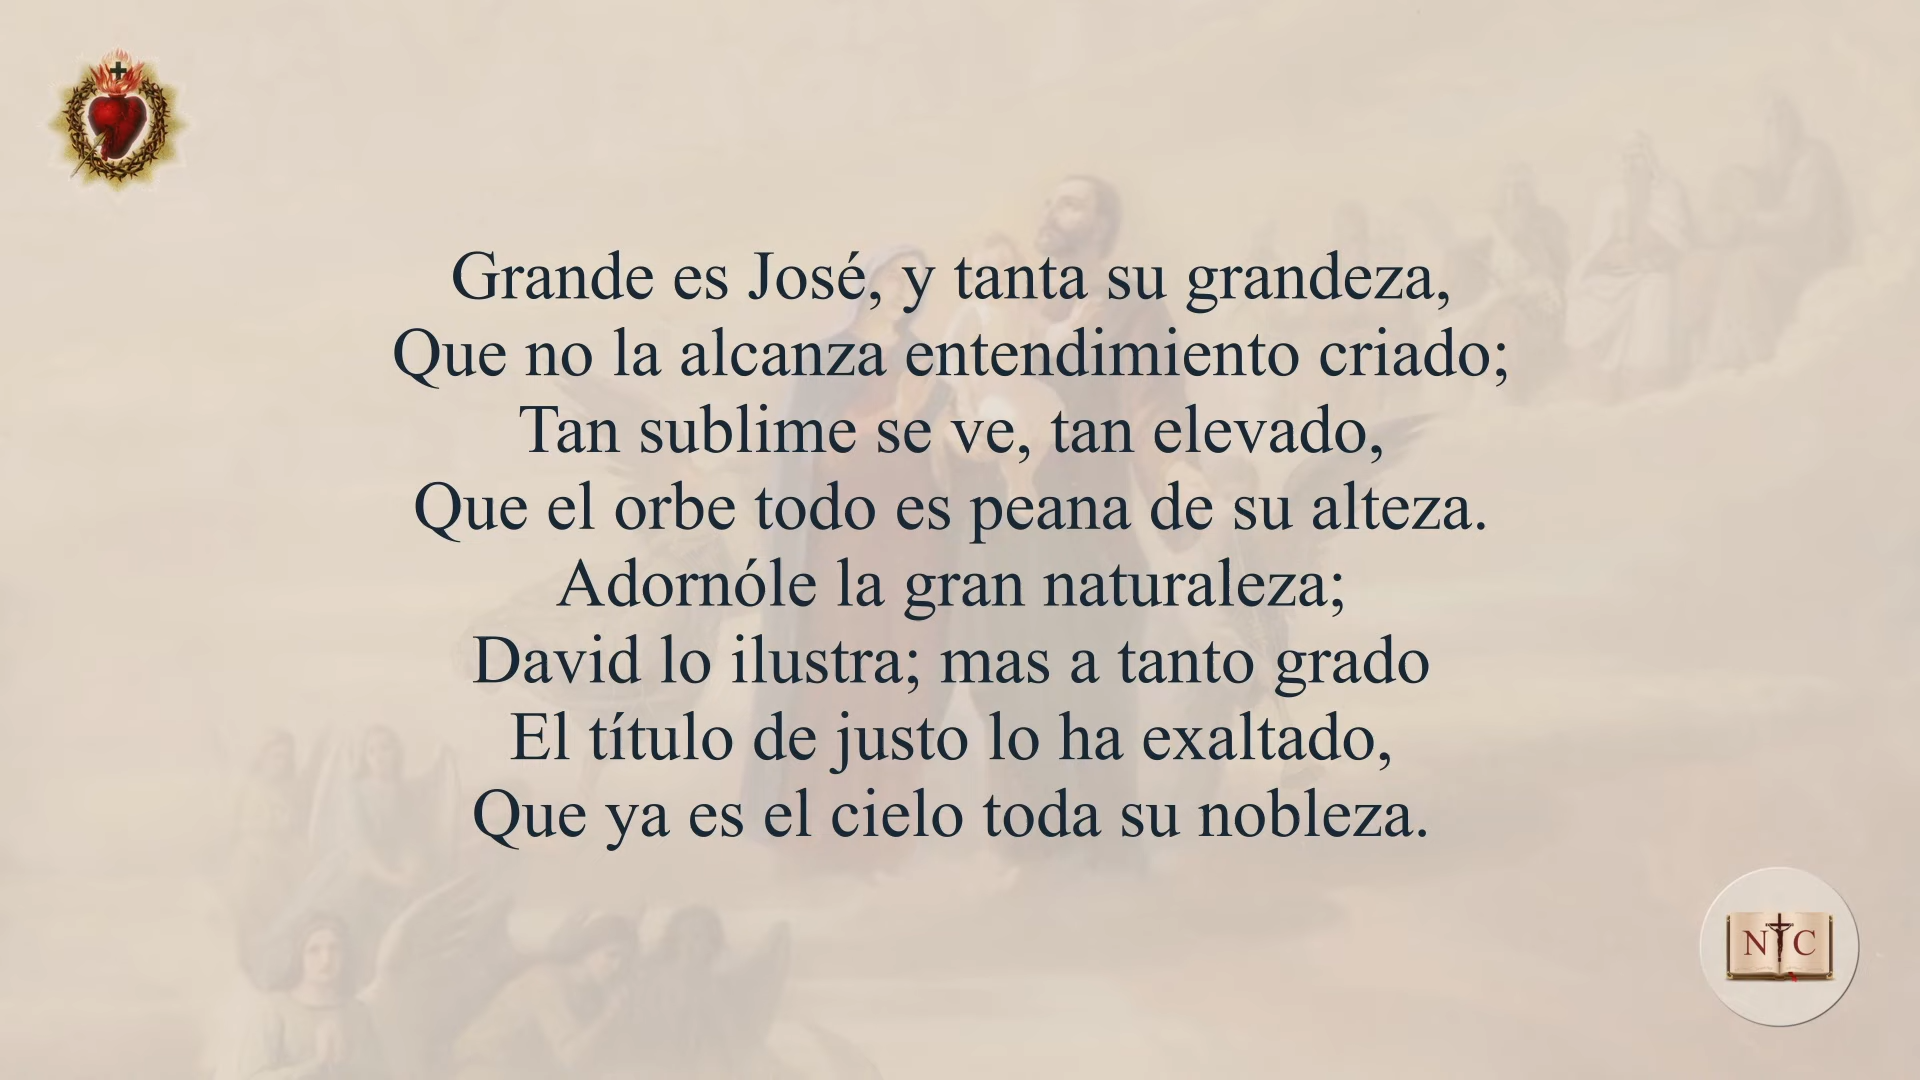 Grande es José, y tanta su grandeza,
Que no la alcanza entendimiento criado;
Tan sublime se ve, tan elevado,
Que el orbe todo es peana de su alteza.
Adornóle la gran naturaleza;
David lo ilustra; mas a tanto grado
El título de justo lo ha exaltado,
Que ya es el cielo toda su nobleza.
N C